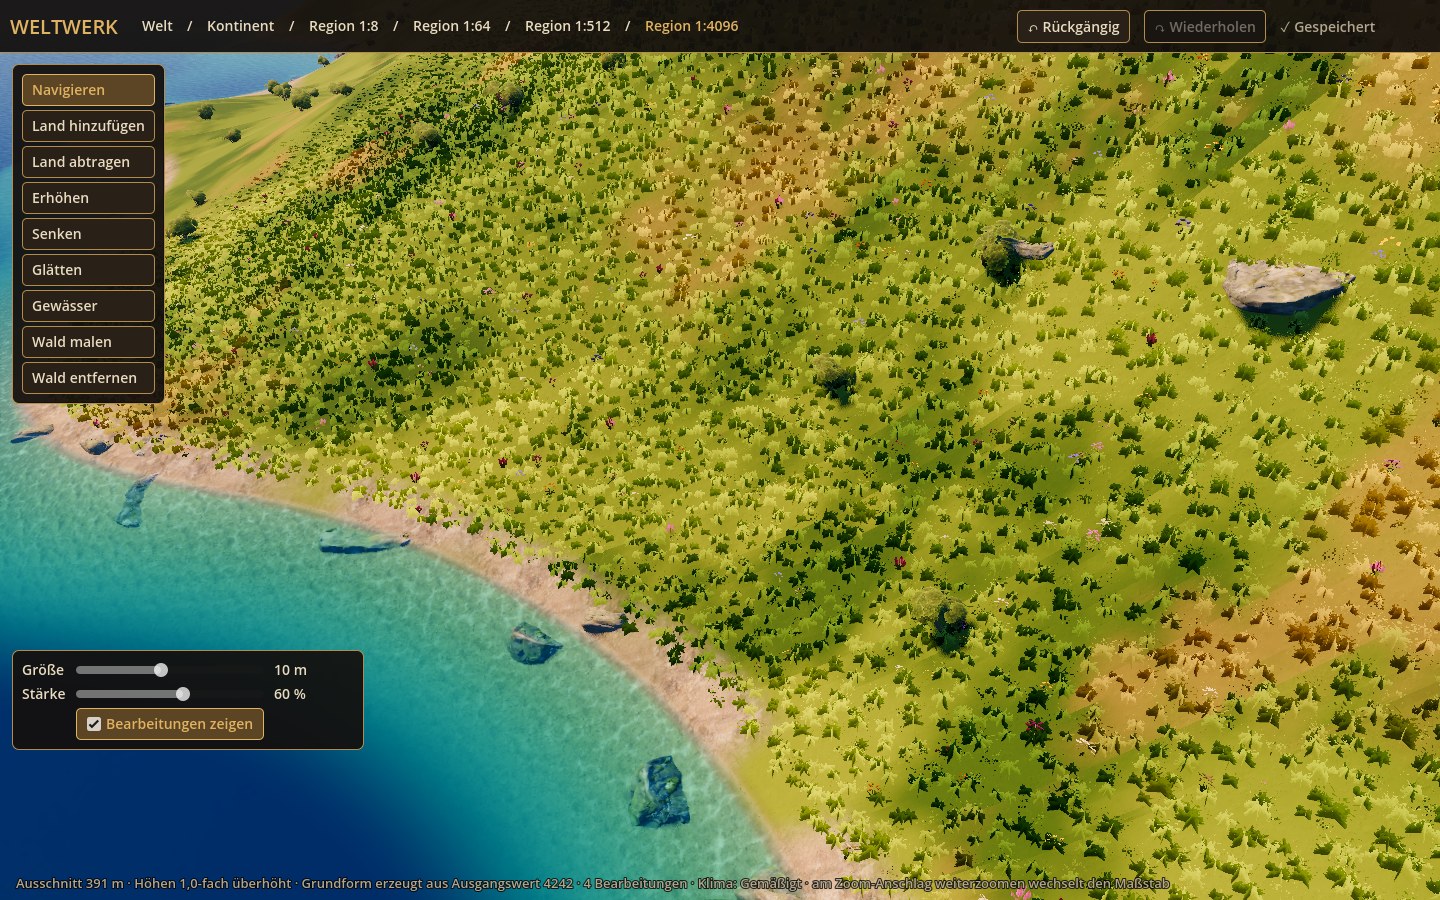 WELTWERK Welt / Kontinent / Region 1:8 / Region 1:64 / Region 1:512 / Region 1:4096 Rückgängig Wiederholen ✓ Gespeichert
Navigieren
Land hinzufügen
Land abtragen
Erhöhen
Senken
Glätten
Gewässer
Wald malen
Wald entfernen
Größe 10 m
Stärke 60 %
Bearbeitungen zeigen
Ausschnitt 391 m · Höhen 1,0-fach überhöht · Grundform erzeugt aus Ausgangswert 4242 · 4 Bearbeitungen · Klima: Gemäßigt · am Zoom-Anschlag weiterzoomen wechselt den Maßstab